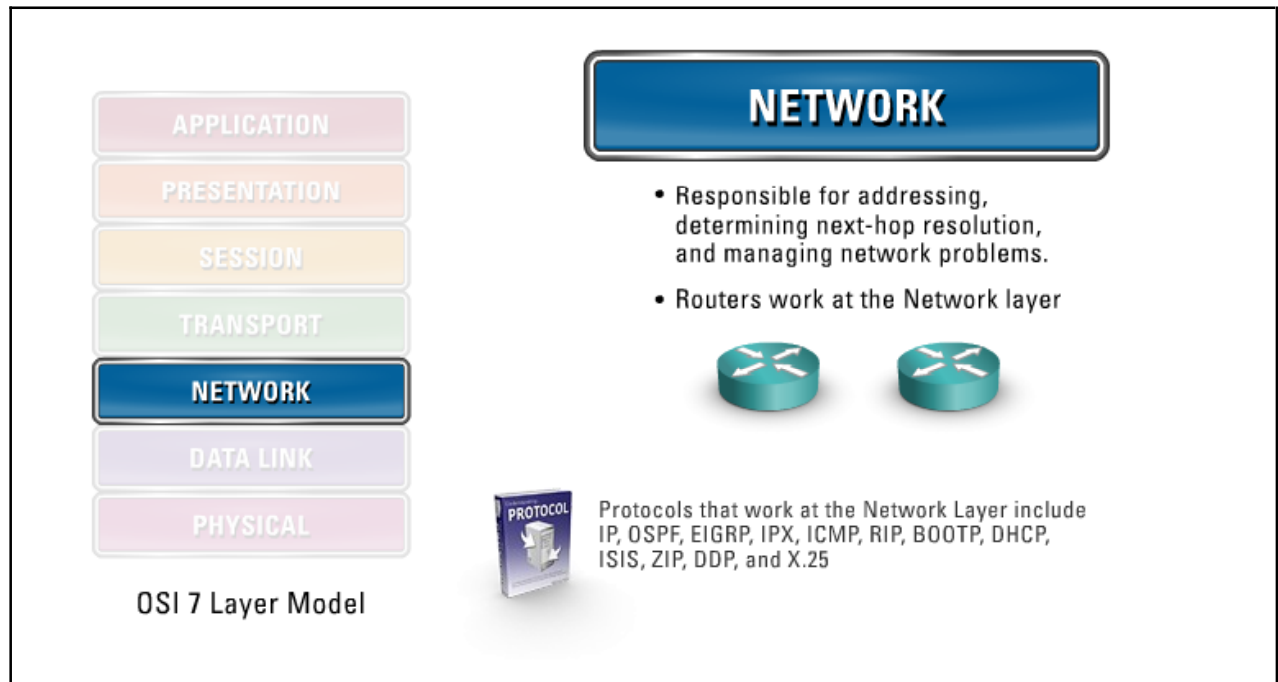 APPLICATION
PRESENTATION
SESSION
TRANSPORT
NETWORK
DATA LINK
PHYSICAL
OSI 7 Layer Model
NETWORK
• Responsible for addressing,
determining next-hop resolution,
and managing network problems.
• Routers work at the Network layer
PROTOCOL
Protocols that work at the Network Layer include
IP, OSPF, EIGRP, IPX, ICMP, RIP, BOOTP, DHCP,
ISIS, ZIP, DDP, and X.25